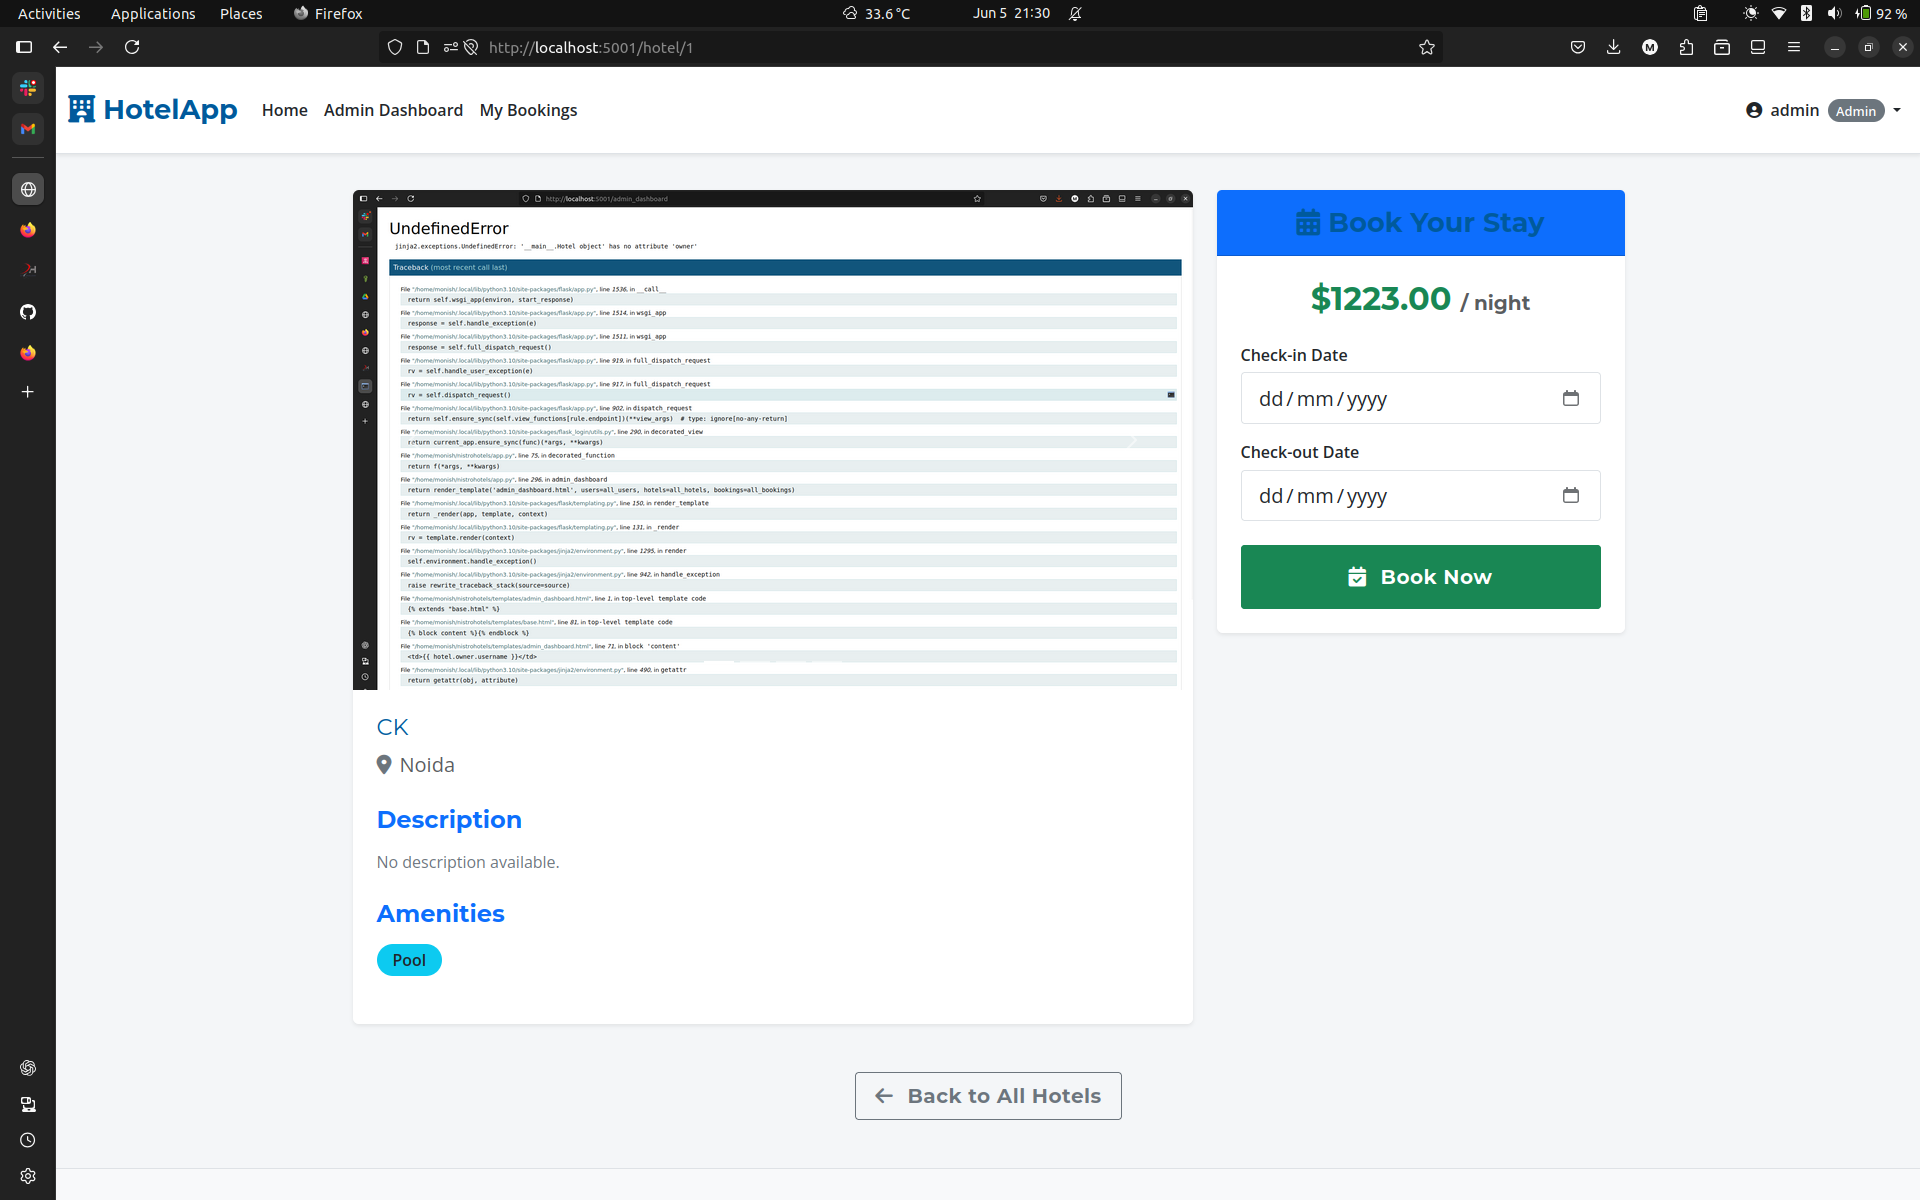 Activities Applications Places Firefox 33.6 °C Jun 5 21:30 92 %
http://localhost:5001/hotel/1
HotelApp Home Admin Dashboard My Bookings admin Admin
http://localhost:5001/admin_dashboard
UndefinedError
jinja2.exceptions.UndefinedError: '__main__.Hotel object' has no attribute 'owner'
Traceback (most recent call last)
File "/home/monish/.local/lib/python3.10/site-packages/flask/app.py", line 1536, in __call__
return self.wsgi_app(environ, start_response)
File "/home/monish/.local/lib/python3.10/site-packages/flask/app.py", line 1514, in wsgi_app
response = self.handle_exception(e)
File "/home/monish/.local/lib/python3.10/site-packages/flask/app.py", line 1511, in wsgi_app
response = self.full_dispatch_request()
File "/home/monish/.local/lib/python3.10/site-packages/flask/app.py", line 919, in full_dispatch_request
rv = self.handle_user_exception(e)
File "/home/monish/.local/lib/python3.10/site-packages/flask/app.py", line 917, in full_dispatch_request
rv = self.dispatch_request()
File "/home/monish/.local/lib/python3.10/site-packages/flask/app.py", line 902, in dispatch_request
return self.ensure_sync(self.view_functions[rule.endpoint])(**view_args) # type: ignore[no-any-return]
File "/home/monish/.local/lib/python3.10/site-packages/flask_login/utils.py", line 290, in decorated_view
return current_app.ensure_sync(func)(*args, **kwargs)
File "/home/monish/nistrohotels/app.py", line 75, in decorated_function
return f(*args, **kwargs)
File "/home/monish/nistrohotels/app.py", line 296, in admin_dashboard
return render_template('admin_dashboard.html', users=all_users, hotels=all_hotels, bookings=all_bookings)
File "/home/monish/.local/lib/python3.10/site-packages/flask/templating.py", line 150, in render_template
return _render(app, template, context)
File "/home/monish/.local/lib/python3.10/site-packages/flask/templating.py", line 131, in _render
rv = template.render(context)
File "/home/monish/.local/lib/python3.10/site-packages/jinja2/environment.py", line 1295, in render
self.environment.handle_exception()
File "/home/monish/.local/lib/python3.10/site-packages/jinja2/environment.py", line 942, in handle_exception
raise rewrite_traceback_stack(source=source)
File "/home/monish/nistrohotels/templates/admin_dashboard.html", line 1, in top-level template code
{% extends "base.html" %}
File "/home/monish/nistrohotels/templates/base.html", line 81, in top-level template code
{% block content %}{% endblock %}
File "/home/monish/nistrohotels/templates/admin_dashboard.html", line 71, in block 'content'
<td>{{ hotel.owner.username }}</td>
File "/home/monish/.local/lib/python3.10/site-packages/jinja2/environment.py", line 490, in getattr
return getattr(obj, attribute)
CK
Noida
Description
No description available.
Amenities
Pool
Book Your Stay
$1223.00 / night
Check-in Date
dd/mm/yyyy
Check-out Date
dd/mm/yyyy
Book Now
Back to All Hotels